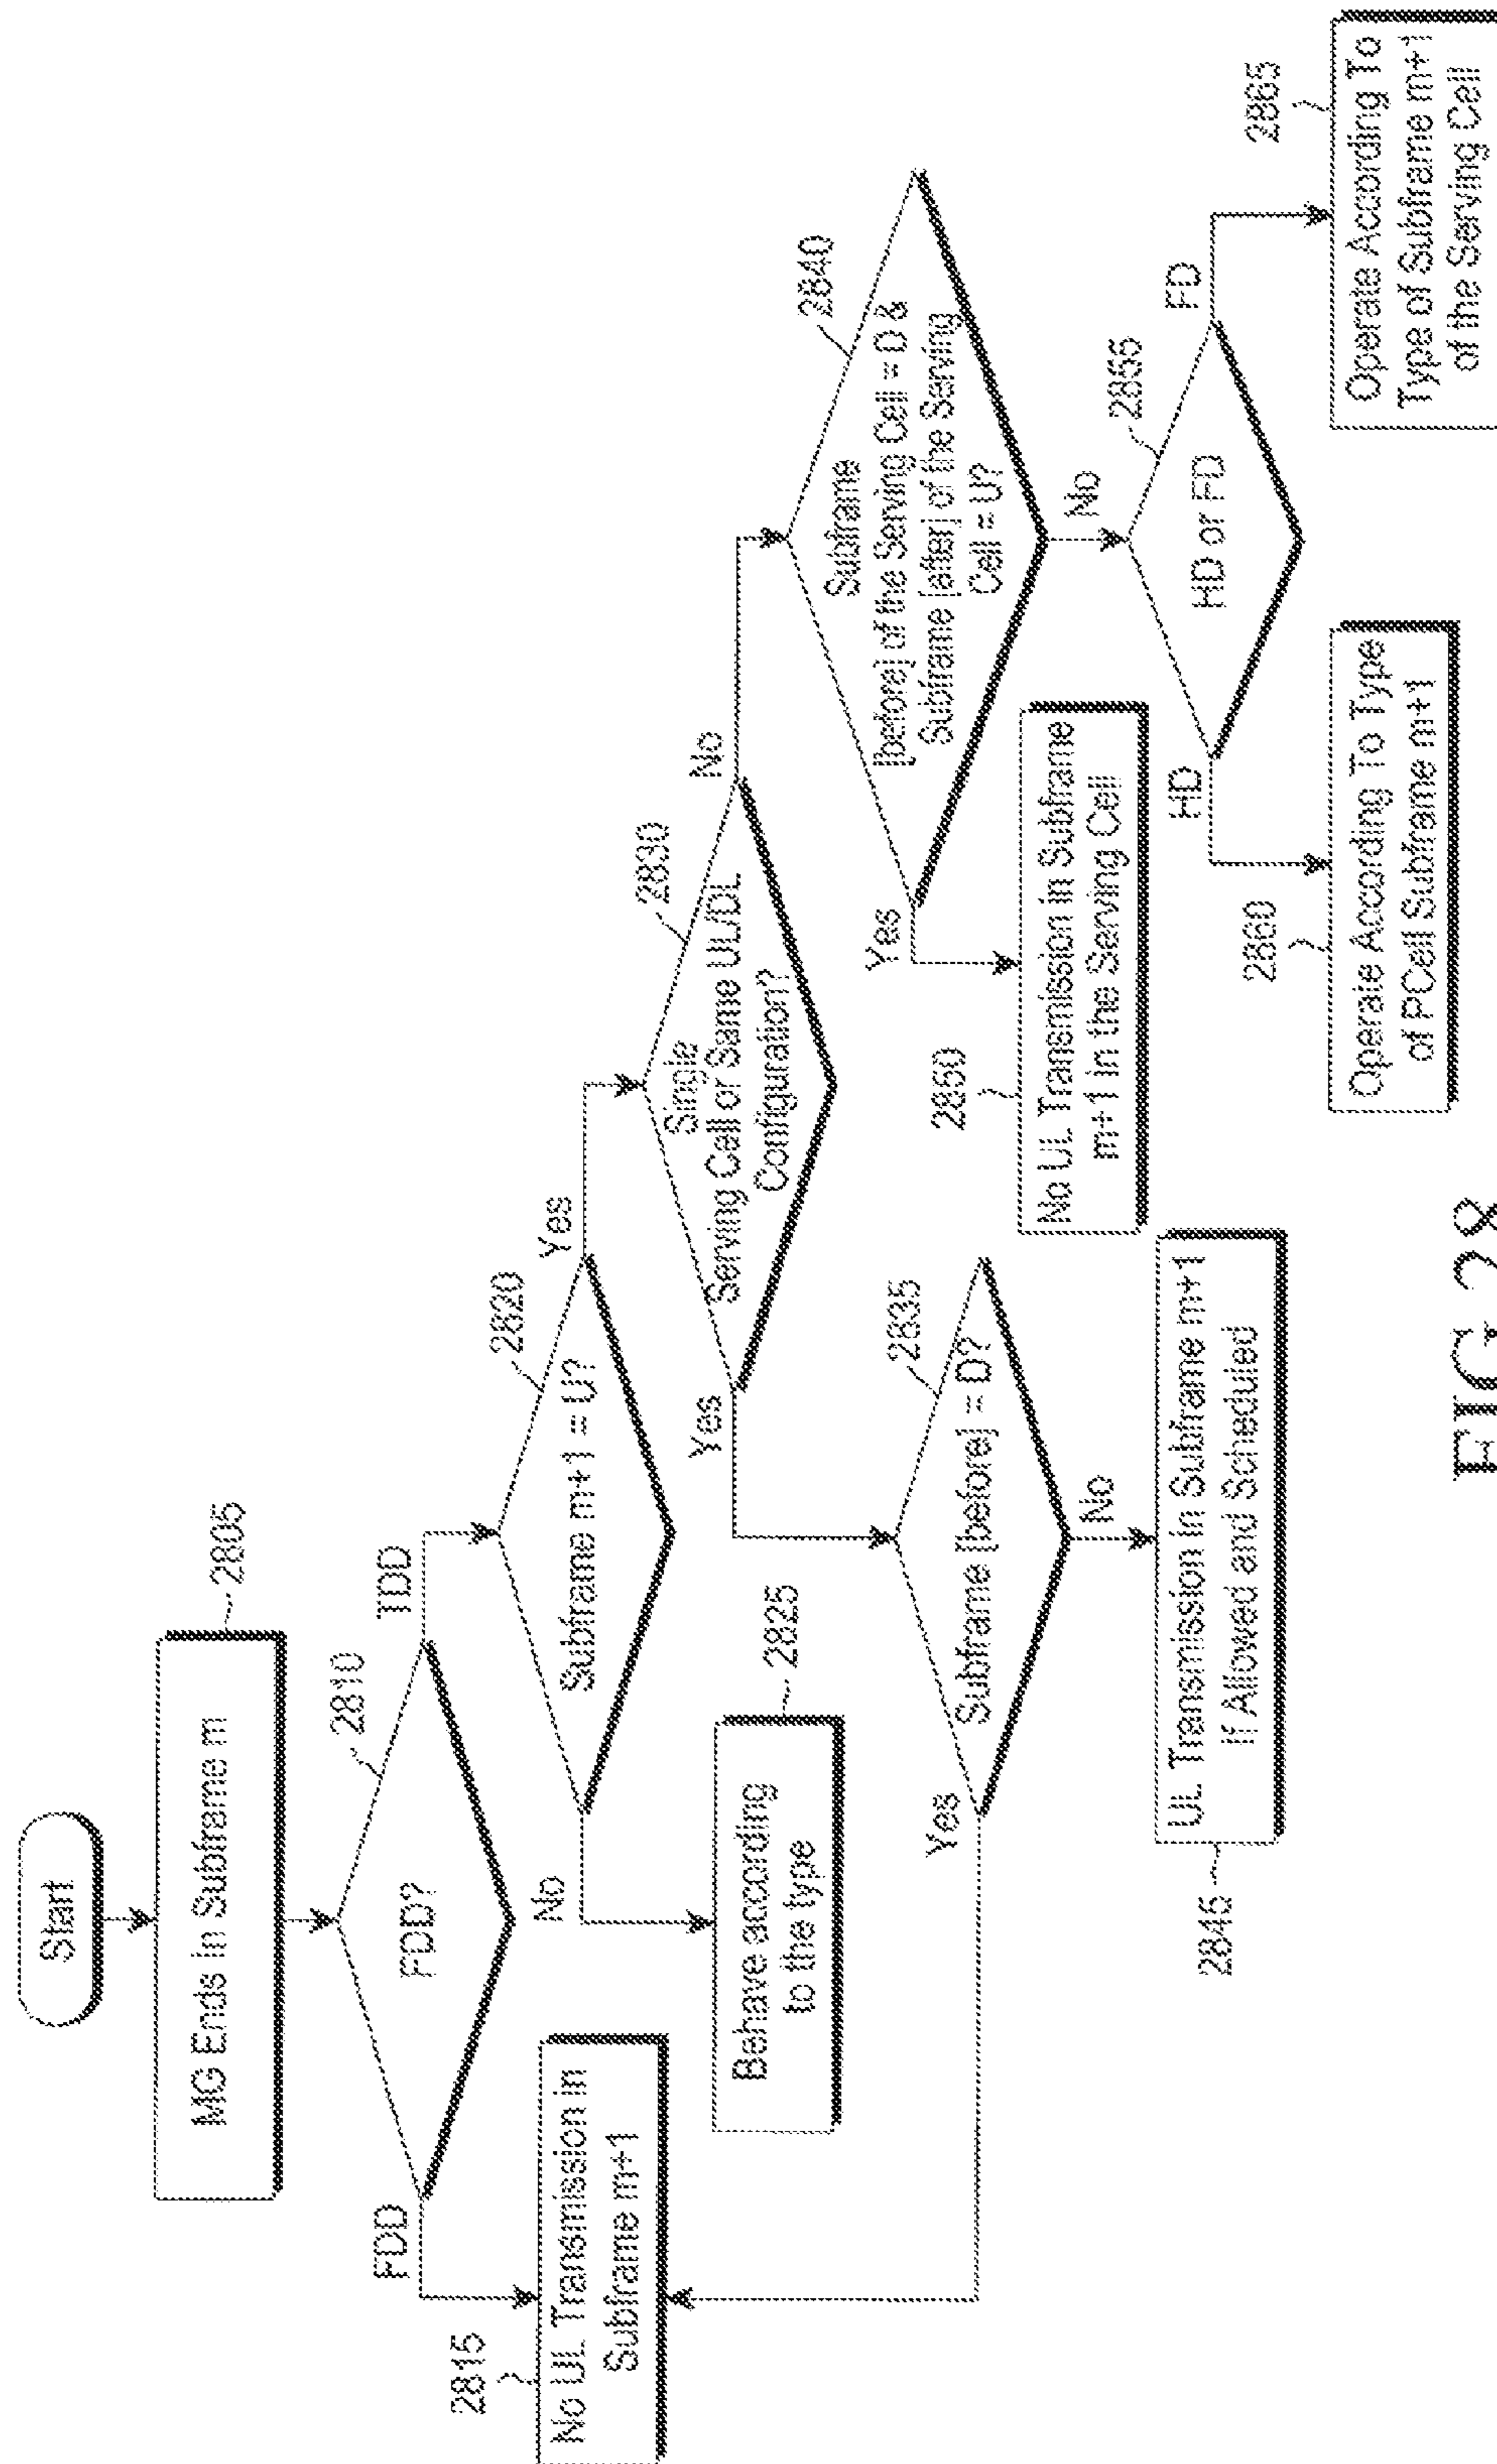 Start
MG Ends in Subframe m
2805
FDD?
2810
FDD
TDD
2815
No UL Transmission in
Subframe m+1
Subframe m+1 = U?
2820
No
Yes
Behave according
to the type
2825
Single
Serving Cell or Same UL/DL
Configuration?
2830
Yes
No
Subframe [before] = D?
2835
Yes
No
Subframe
[before] of the Serving Cell = D &
Subframe [after] of the Serving
Cell = U?
2840
Yes
No
2845
UL Transmission in Subframe m+1
If Allowed and Scheduled
2850
No UL Transmission in Subframe
m+1 in the Serving Cell
HD or FD
2855
HD
FD
2860
Operate According To Type
of PCell Subframe m+1
2865
Operate According To
Type of Subframe m+1
of the Serving Cell
FIG. 28